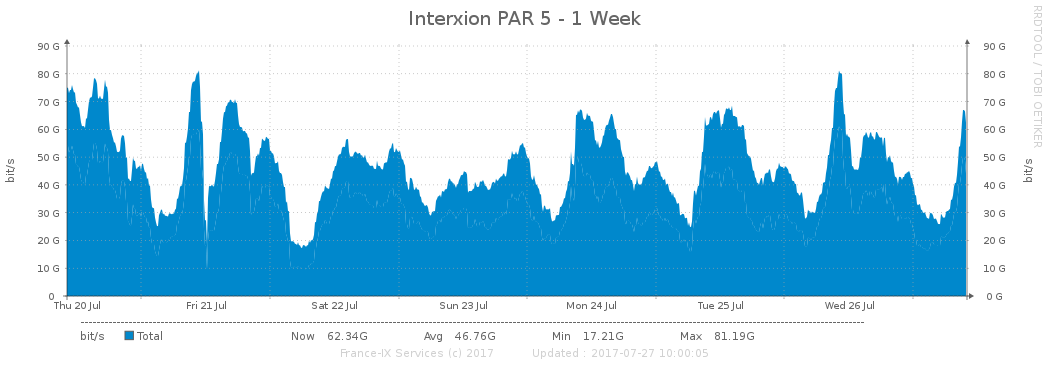 Interxion PAR 5 - 1 Week
RRDTOOL / TOBI OETIKER
bit/s
90 G
80 G
70 G
60 G
50 G
40 G
30 G
20 G
10 G
0
90 G
80 G
70 G
60 G
50 G
40 G
30 G
20 G
10 G
0 G
bit/s
Thu 20 Jul Fri 21 Jul Sat 22 Jul Sun 23 Jul Mon 24 Jul Tue 25 Jul Wed 26 Jul
bit/s Total Now 62.34G Avg 46.76G Min 17.21G Max 81.19G
France-IX Services (c) 2017 Updated : 2017-07-27 10:00:05